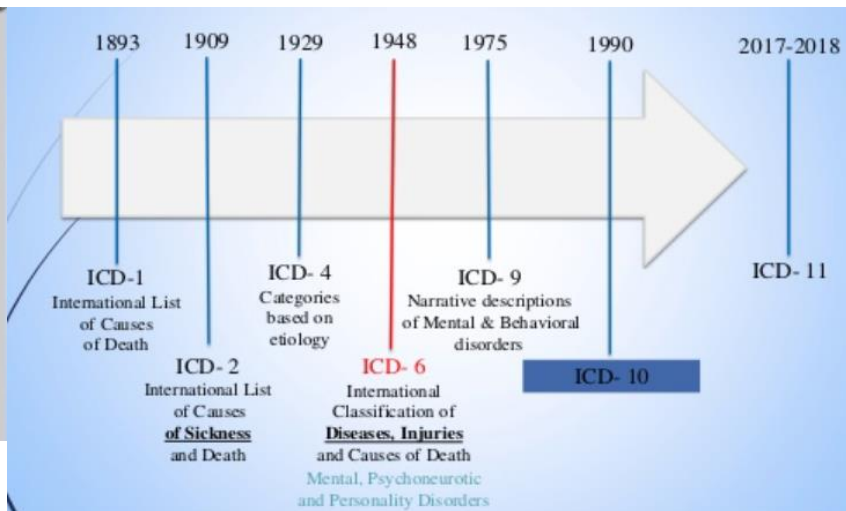 1893
1909
1929
1948
1975
1990
2017-2018
ICD-1
International List
of Causes
of Death
ICD- 2
International List
of Causes
of Sickness
and Death
ICD- 4
Categories
based on
etiology
ICD- 6
International
Classification of
Diseases, Injuries
and Causes of Death
Mental, Psychoneurotic
and Personality Disorders
ICD- 9
Narrative descriptions
of Mental & Behavioral
disorders
ICD- 10
ICD- 11